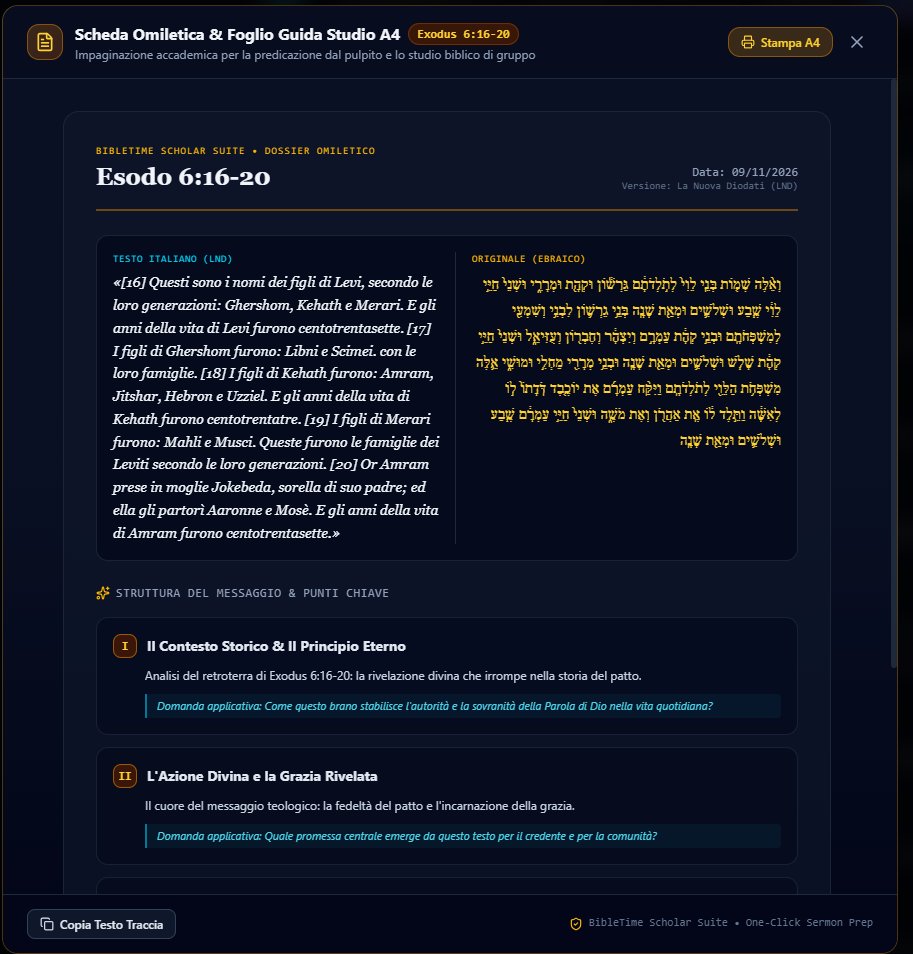 Scheda Omiletica & Foglio Guida Studio A4 Exodus 6:16-20
Impaginazione accademica per la predicazione dal pulpito e lo studio biblico di gruppo
Stampa A4
BIBLETIME SCHOLAR SUITE • DOSSIER OMILETICO
Esodo 6:16-20
Data: 09/11/2026
Versione: La Nuova Diodati (LND)
TESTO ITALIANO (LND)
«[16] Questi sono i nomi dei figli di Levi, secondo le
loro generazioni: Ghershom, Kehath e Merari. E gli
anni della vita di Levi furono centotrentasette. [17]
I figli di Ghershom furono: Libni e Scimei. con le
loro famiglie. [18] I figli di Kehath furono: Amram,
Jitshar, Hebron e Uzziel. E gli anni della vita di
Kehath furono centotrentatre. [19] I figli di Merari
furono: Mahli e Musci. Queste furono le famiglie dei
Leviti secondo le loro generazioni. [20] Or Amram
prese in moglie Jokebeda, sorella di suo padre; ed
ella gli partorì Aaronne e Mosè. E gli anni della vita
di Amram furono centotrentasette.»
ORIGINALE (EBRAICO)
וְאֵ֨לֶּה שְׁמ֤וֹת בְּנֵֽי לֵוִי֙ לְתֹ֣לְדֹתָ֔ם גֵּרְשׁ֕וֹן וּקְהָ֖ת וּמְרָרִ֑י וּשְׁנֵי֙ חַיֵּ֣י
לֵוִ֔י שֶׁ֧בַע וּשְׁלֹשִׁ֛ים וּמְאַ֖ת שָׁנָֽה בְּנֵ֥י גֵרְשׁ֛וֹן לִבְנִ֥י וְשִׁמְעִ֖י
לְמִשְׁפְּחֹתָֽם וּבְנֵ֣י קְהָ֔ת עַמְרָ֣ם וְיִצְהָ֔ר וְחֶבְר֖וֹן וְעֻזִּיאֵ֑ל וּשְׁנֵי֙ חַיֵּ֣י
קְהָ֔ת שָׁלֹ֧שׁ וּשְׁלֹשִׁ֛ים וּמְאַ֖ת שָׁנָֽה וּבְנֵ֥י מְרָרִ֖י מַחְלִ֣י וּמוּשִׁ֑י אֵ֛לֶּה
מִשְׁפְּחֹ֥ת הַלֵּוִ֖י לְתֹלְדֹתָֽם וַיִּקַּ֨ח עַמְרָ֜ם אֶת יוֹכֶ֤בֶד דֹּֽדָתוֹ֙ ל֣וֹ
לְאִשָּׁ֔ה וַתֵּ֣לֶד ל֔וֹ אֶֽת אַהֲרֹ֖ן וְאֶת מֹשֶׁ֑ה וּשְׁנֵי֙ חַיֵּ֣י עַמְרָ֔ם שֶׁ֧בַע
וּשְׁלֹשִׁ֛ים וּמְאַ֖ת שָׁנָֽה
STRUTTURA DEL MESSAGGIO & PUNTI CHIAVE
I Il Contesto Storico & Il Principio Eterno
Analisi del retroterra di Exodus 6:16-20: la rivelazione divina che irrompe nella storia del patto.
Domanda applicativa: Come questo brano stabilisce l'autorità e la sovranità della Parola di Dio nella vita quotidiana?
II L'Azione Divina e la Grazia Rivelata
Il cuore del messaggio teologico: la fedeltà del patto e l'incarnazione della grazia.
Domanda applicativa: Quale promessa centrale emerge da questo testo per il credente e per la comunità?
Copia Testo Traccia
BibleTime Scholar Suite • One-Click Sermon Prep